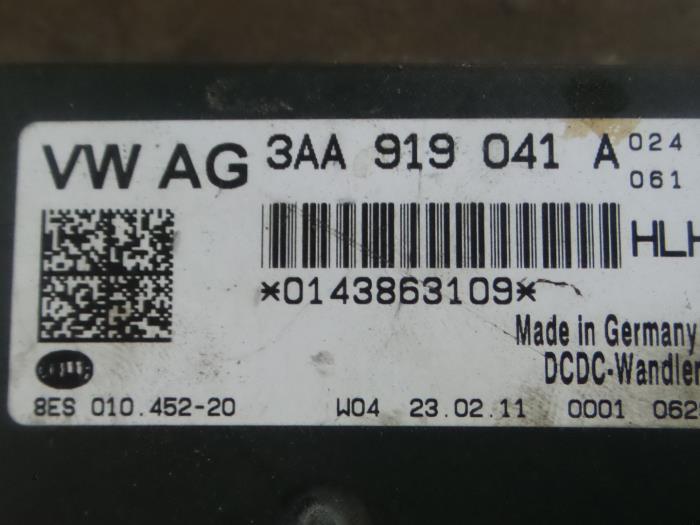 VW AG 3AA 919 041 A 024
061
HLH
*0143863109*
Made in Germany
DCDC-Wandler
8ES 010.452-20 W04 23.02.11 0001 062